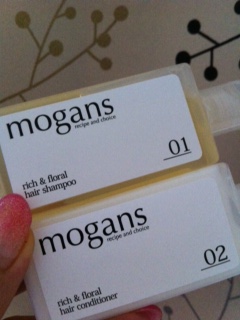 mogans
recipe and choice
01
rich & floral
hair shampoo
mogans
recipe and choice
02
rich & floral
hair conditioner